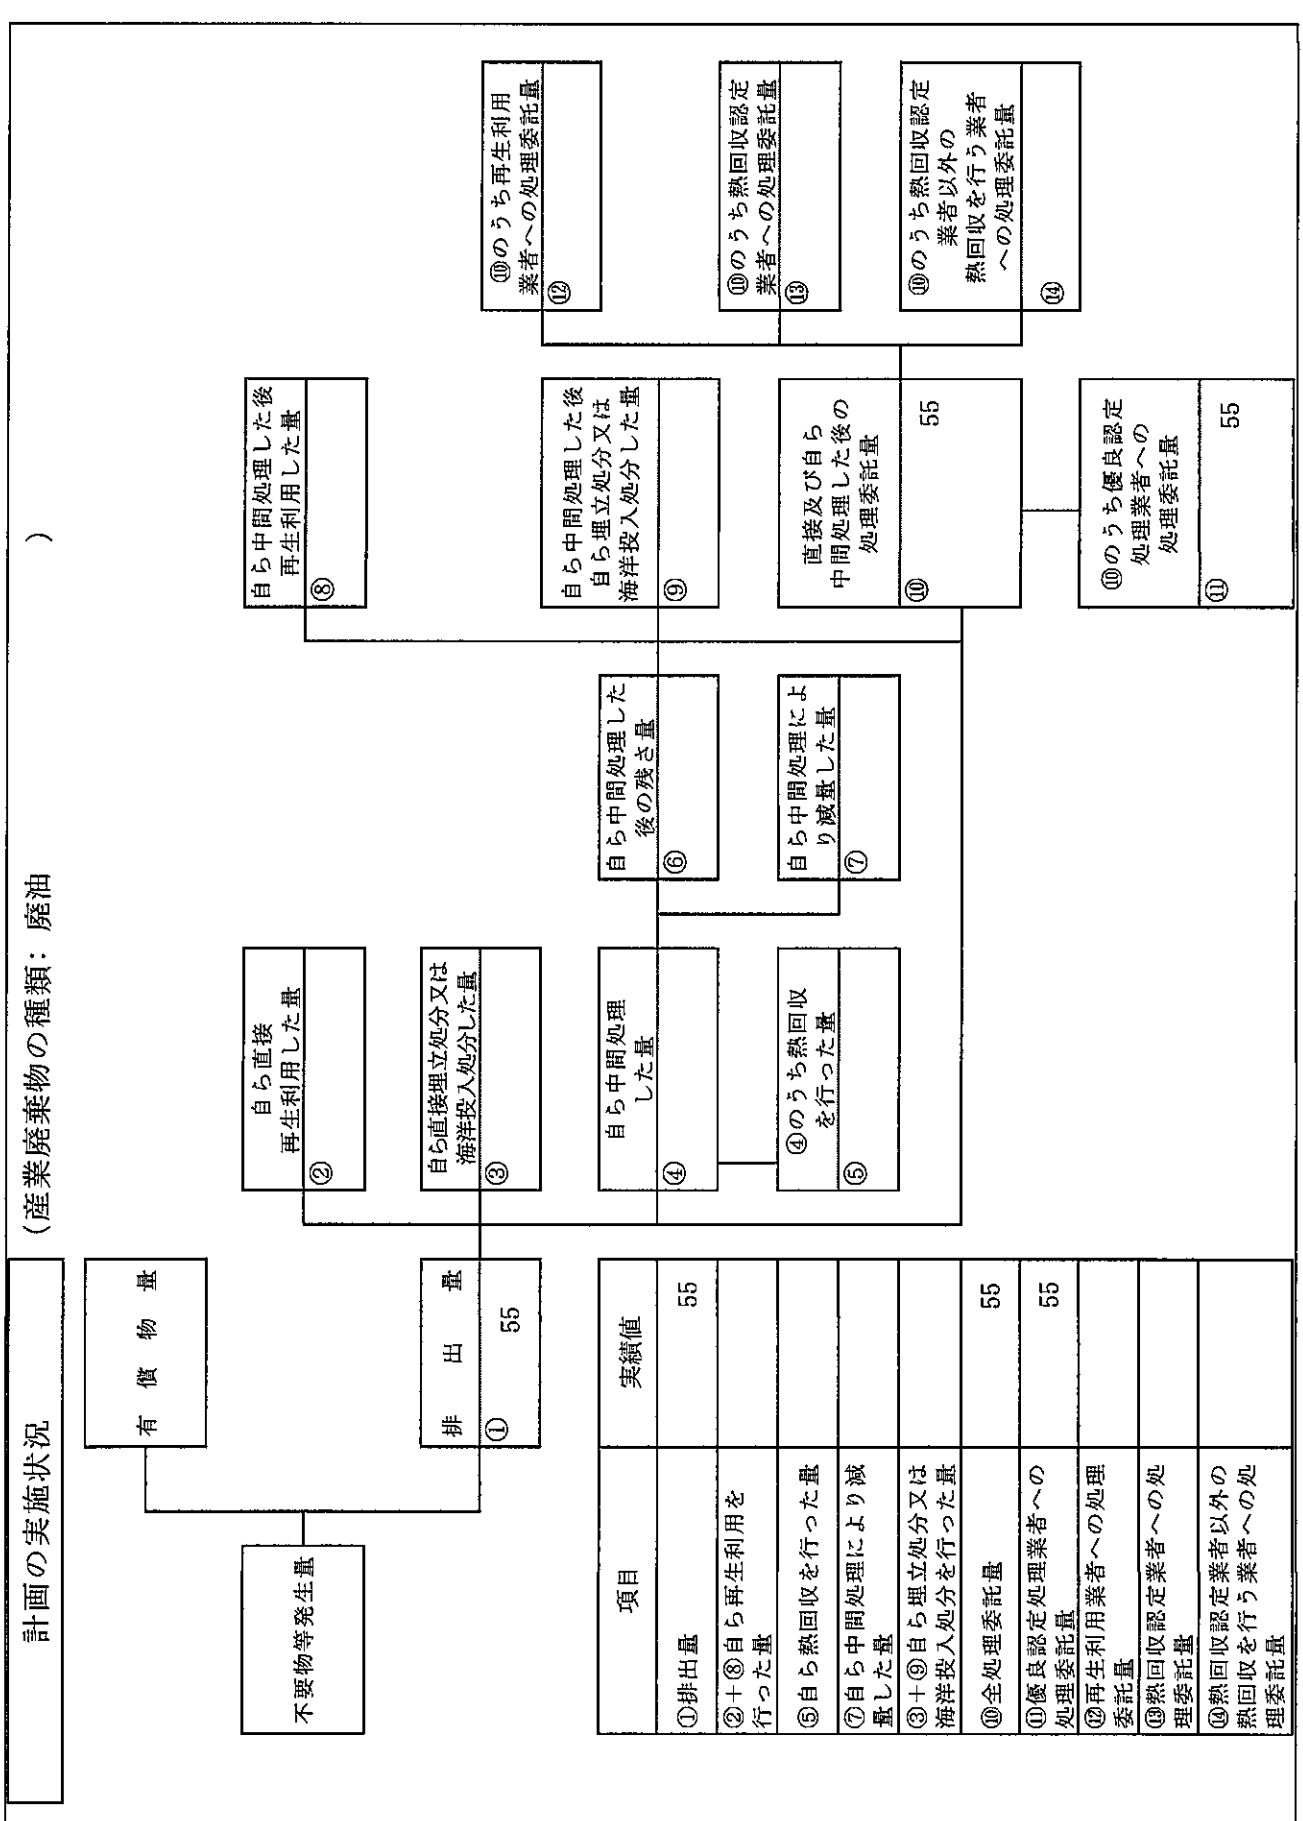 計画の実施状況
(産業廃棄物の種類： 廃油 )
不要物等発生量
有償物量
排出量
① 55
自ら直接
再生利用した量
②
自ら直接埋立処分又は
海洋投入処分した量
③
自ら中間処理
した量
④
④のうち熱回収
を行った量
⑤
自ら中間処理した
後の残さ量
⑥
自ら中間処理によ
り減量した量
⑦
自ら中間処理した後
再生利用した量
⑧
自ら中間処理した後
自ら埋立処分又は
海洋投入処分した量
⑨
直接及び自ら
中間処理した後の
処理委託量
⑩ 55
⑩のうち優良認定
処理業者への
処理委託量
⑪ 55
⑩のうち再生利用
業者への処理委託量
⑫
⑩のうち熱回収認定
業者への処理委託量
⑬
⑩のうち熱回収認定
業者以外の
熱回収を行う業者
への処理委託量
⑭
項目 実績値
①排出量 55
②＋⑧自ら再生利用を
行った量
⑤自ら熱回収を行った量
⑦自ら中間処理により減
量した量
③＋⑨自ら埋立処分又は
海洋投入処分を行った量
⑩全処理委託量 55
⑪優良認定処理業者への
処理委託量 55
⑫再生利用業者への処理
委託量
⑬熱回収認定業者への処
理委託量
⑭熱回収認定業者以外の
熱回収を行う業者への処
理委託量